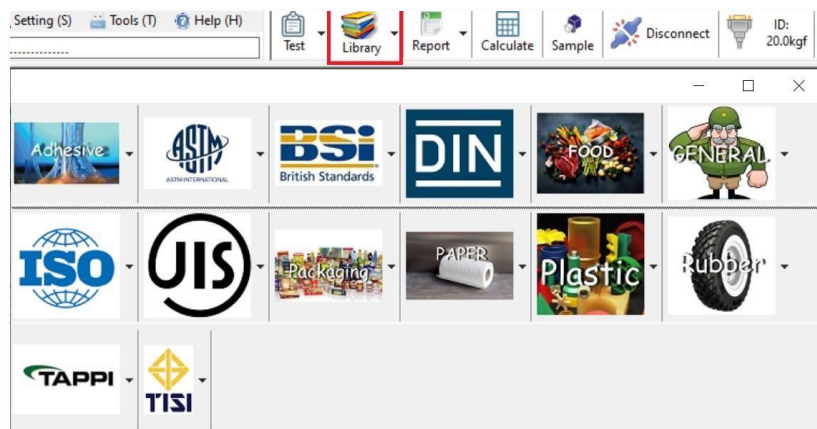 Setting (S) Tools (T) Help (H)
..............
Test Library Report Calculate Sample Disconnect ID:
20.0kgf
Adhesive ASTM BSi DIN FOOD GENERAL
ASTM INTERNATIONAL British Standards
ISO JIS Packaging PAPER Plastic Rubber
TAPPI TISI